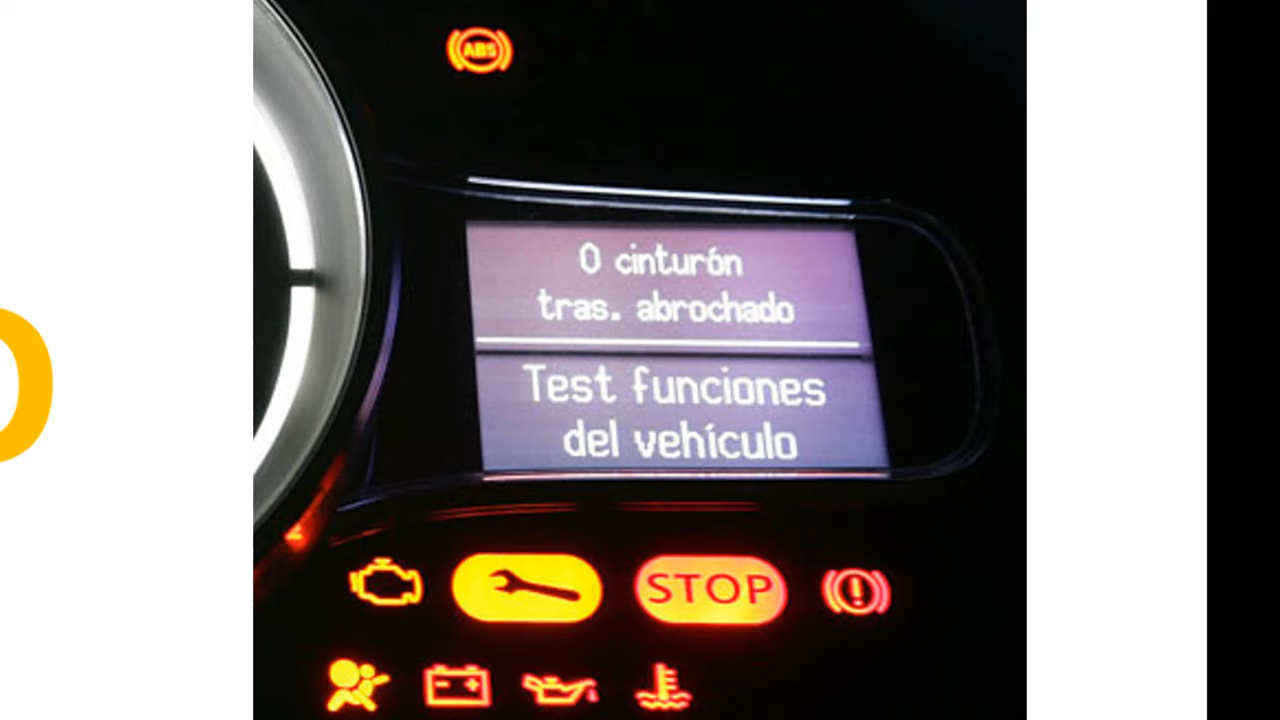 ABS
0 cinturón
tras. abrochado
Test funciones
del vehículo
STOP